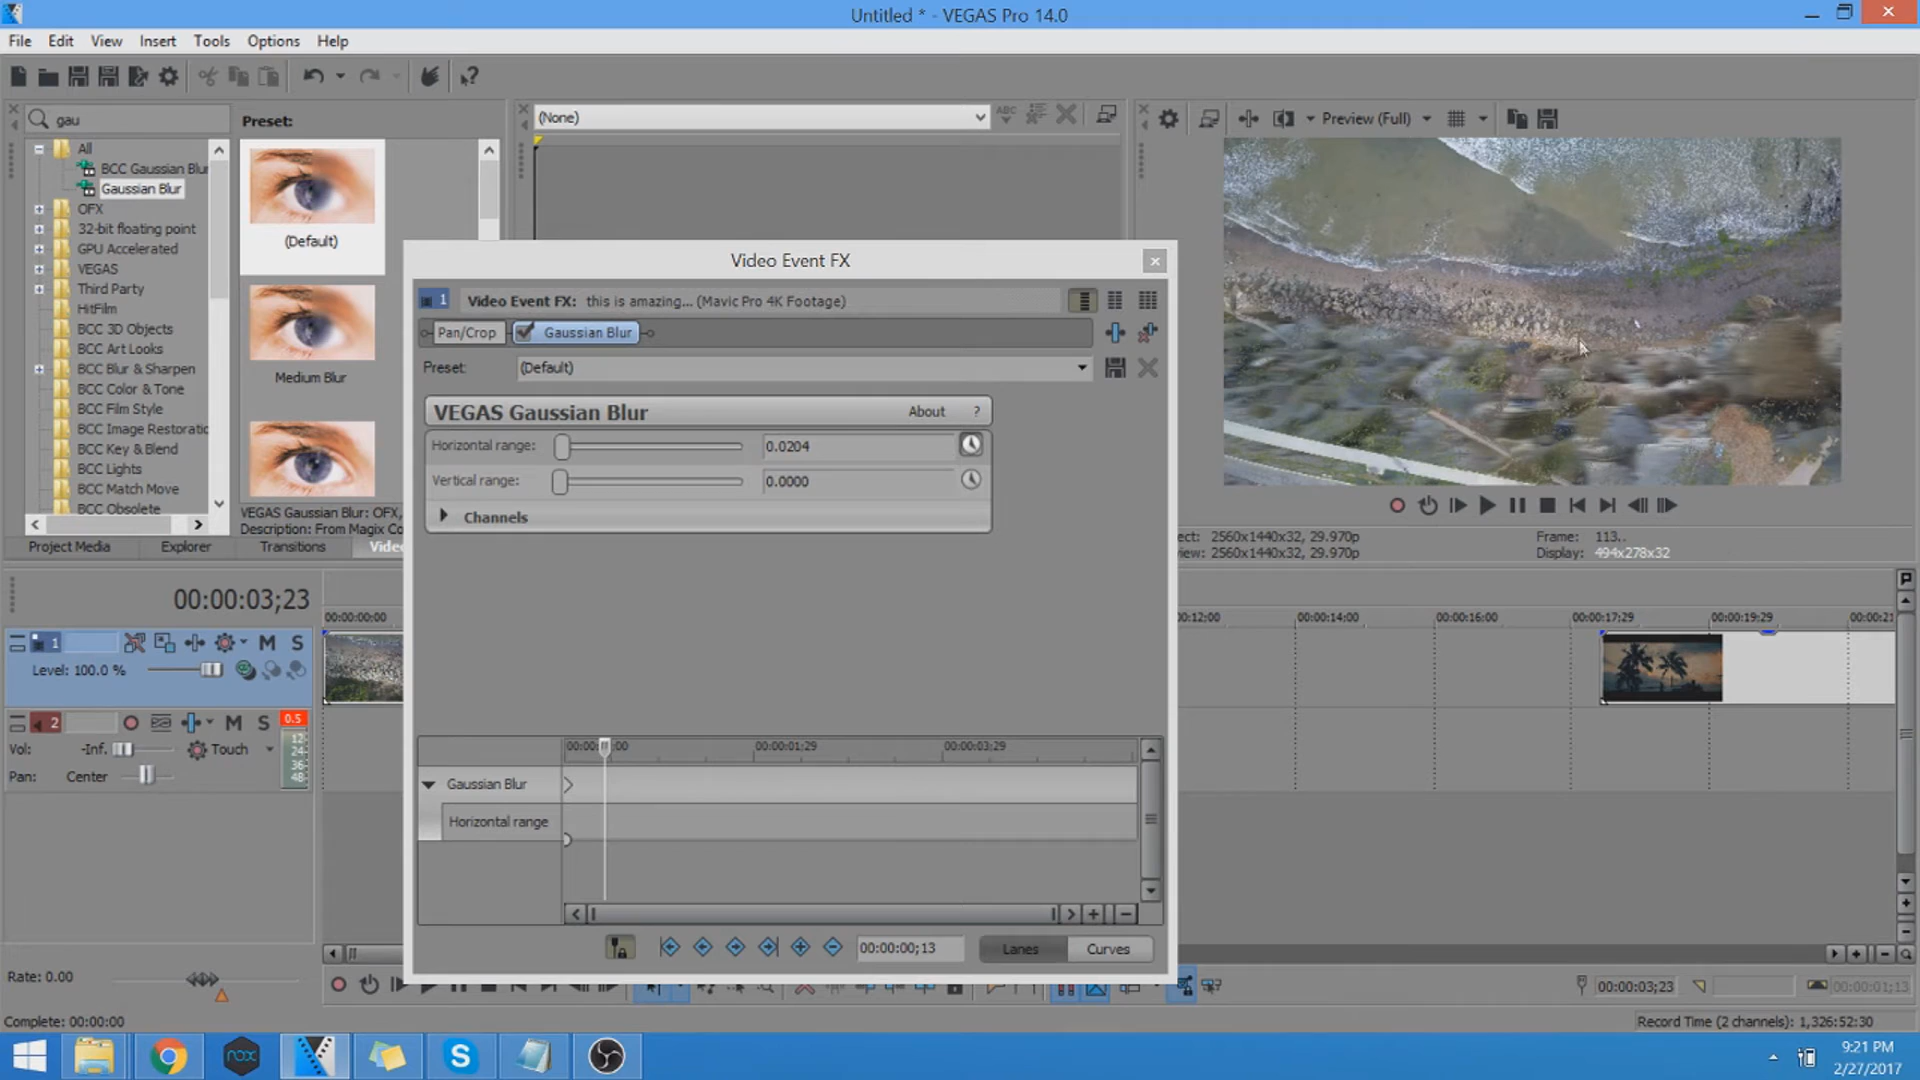 Untitled * - VEGAS Pro 14.0
File Edit View Insert Tools Options Help
gau
Preset:
(None)
Preview (Full)
All
BCC Gaussian Blur
Gaussian Blur
OFX
32-bit floating point
GPU Accelerated
VEGAS
Third Party
HitFilm
BCC 3D Objects
BCC Art Looks
BCC Blur & Sharpen
BCC Color & Tone
BCC Film Style
BCC Image Restoratio
BCC Key & Blend
BCC Lights
BCC Match Move
BCC Obsolete
(Default)
Medium Blur
VEGAS Gaussian Blur: OFX,
Description: From Magix Co
Project Media Explorer Transitions Video
Video Event FX
1 Video Event FX: this is amazing... (Mavic Pro 4K Footage)
Pan/Crop Gaussian Blur
Preset: (Default)
VEGAS Gaussian Blur About ?
Horizontal range: 0.0204
Vertical range: 0.0000
Channels
00:00:01;29 00:00:03;29
Gaussian Blur
Horizontal range
00:00:00;13 Lanes Curves
ect: 2560x1440x32, 29.970p Frame: 113..
iew: 2560x1440x32, 29.970p Display: 494x278x32
00:00:03;23
00:00:00:00 00:00:14;00 00:00:16;00 00:00:17;29 00:00:19;29 00:00:21
1 M S
Level: 100.0 %
2 M S 0.5
Vol: -Inf. Touch
Pan: Center
12
24
36
48
Rate: 0.00
00:00:03;23 00:00:01;13
Complete: 00:00:00
Record Time (2 channels): 1,326:52:30
nox
S
9:21 PM
2/27/2017